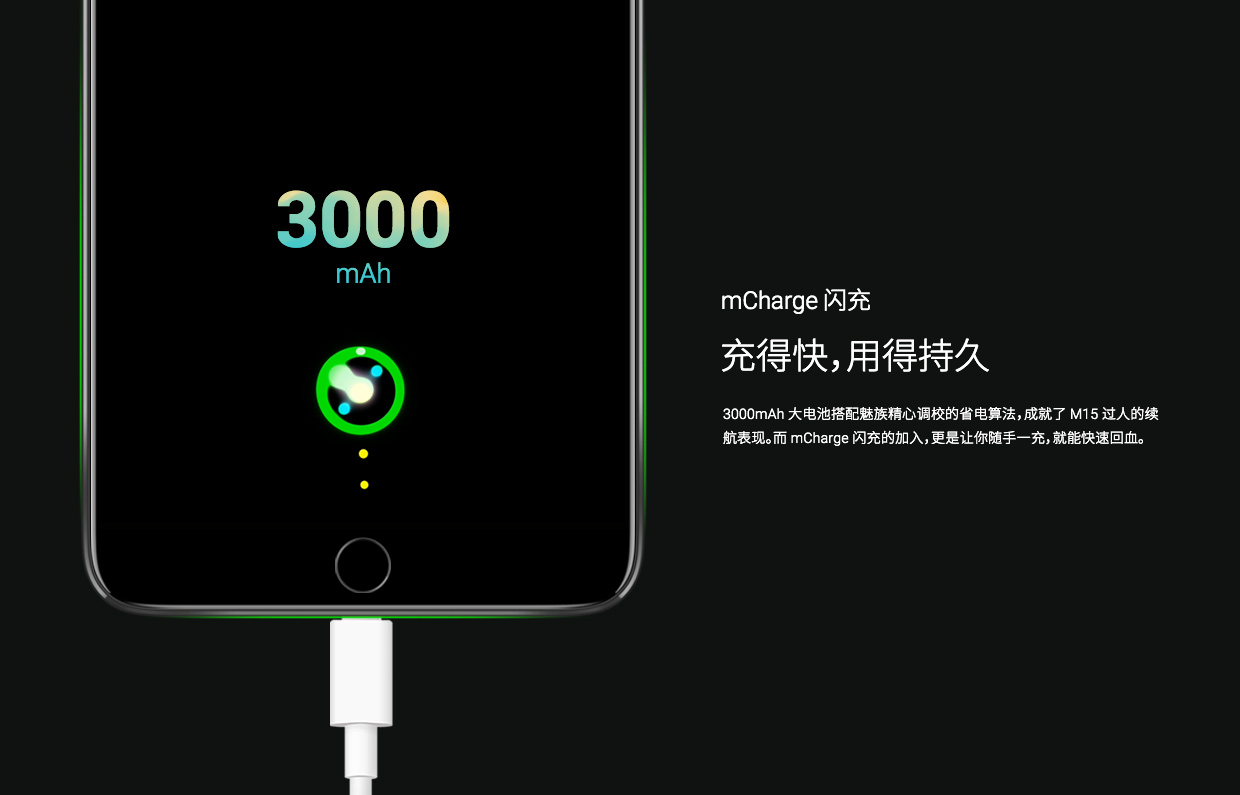 3000
mAh
mCharge 闪充
充得快，用得持久
3000mAh 大电池搭配魅族精心调校的省电算法，成就了 M15 过人的续
航表现。而 mCharge 闪充的加入，更是让你随手一充，就能快速回血。